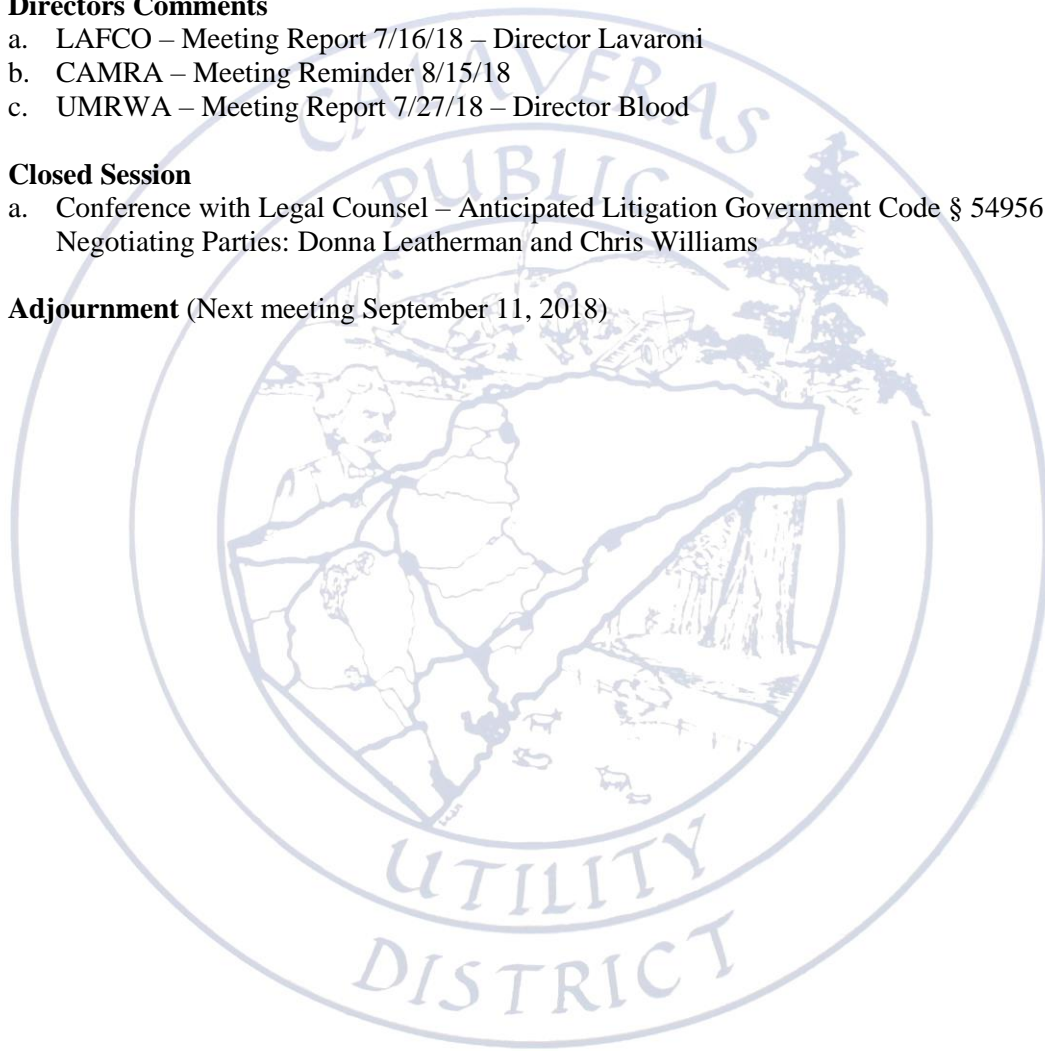 Directors Comments
a. LAFCO – Meeting Report 7/16/18 – Director Lavaroni
b. CAMRA – Meeting Reminder 8/15/18
c. UMRWA – Meeting Report 7/27/18 – Director Blood
Closed Session
a. Conference with Legal Counsel – Anticipated Litigation Government Code § 54956
Negotiating Parties: Donna Leatherman and Chris Williams
Adjournment (Next meeting September 11, 2018)
CALAVERAS
PUBLIC
UTILITY
DISTRICT